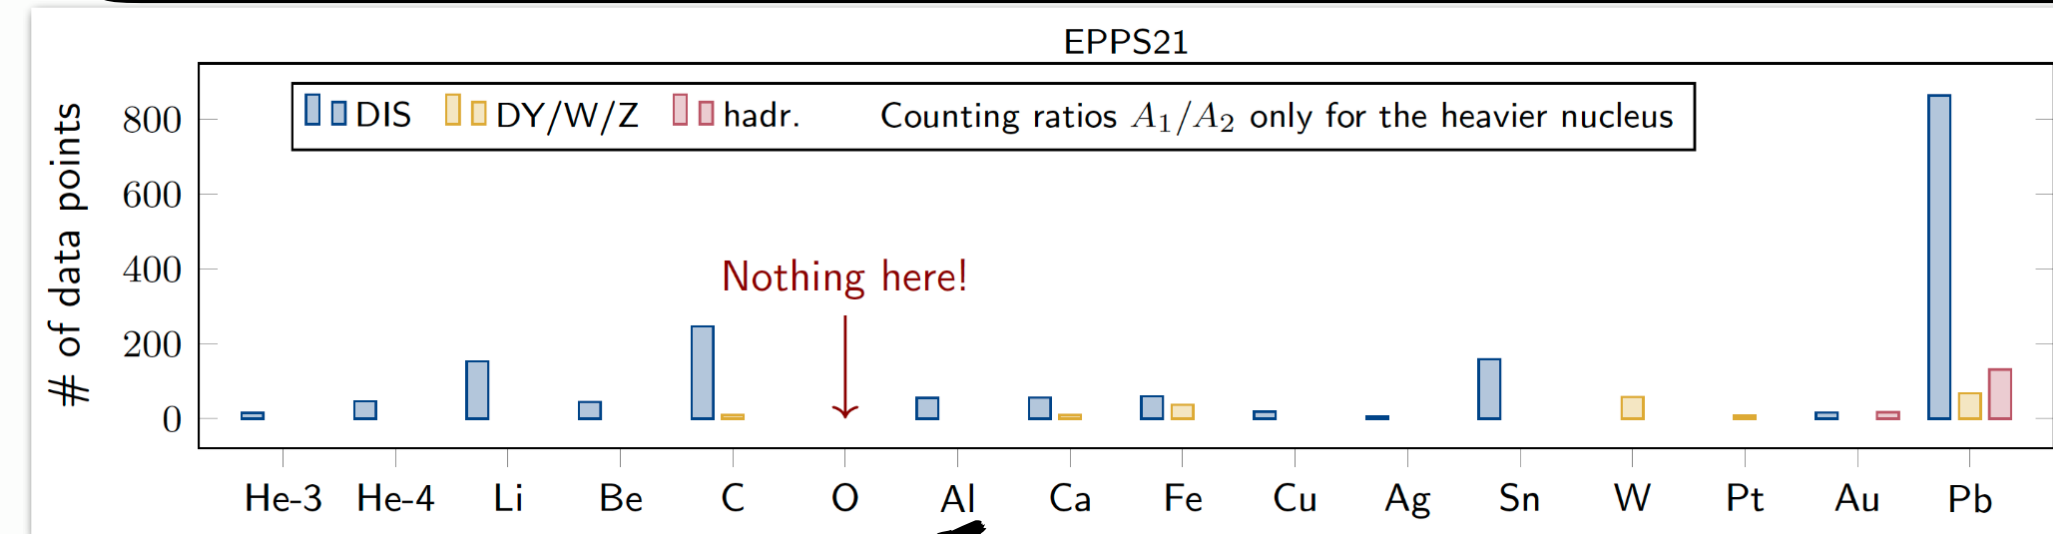 EPPS21
DIS DY/W/Z hadr. Counting ratios A₁/A₂ only for the heavier nucleus
# of data points
800
600
400
200
0
Nothing here!
He-3 He-4 Li Be C O Al Ca Fe Cu Ag Sn W Pt Au Pb